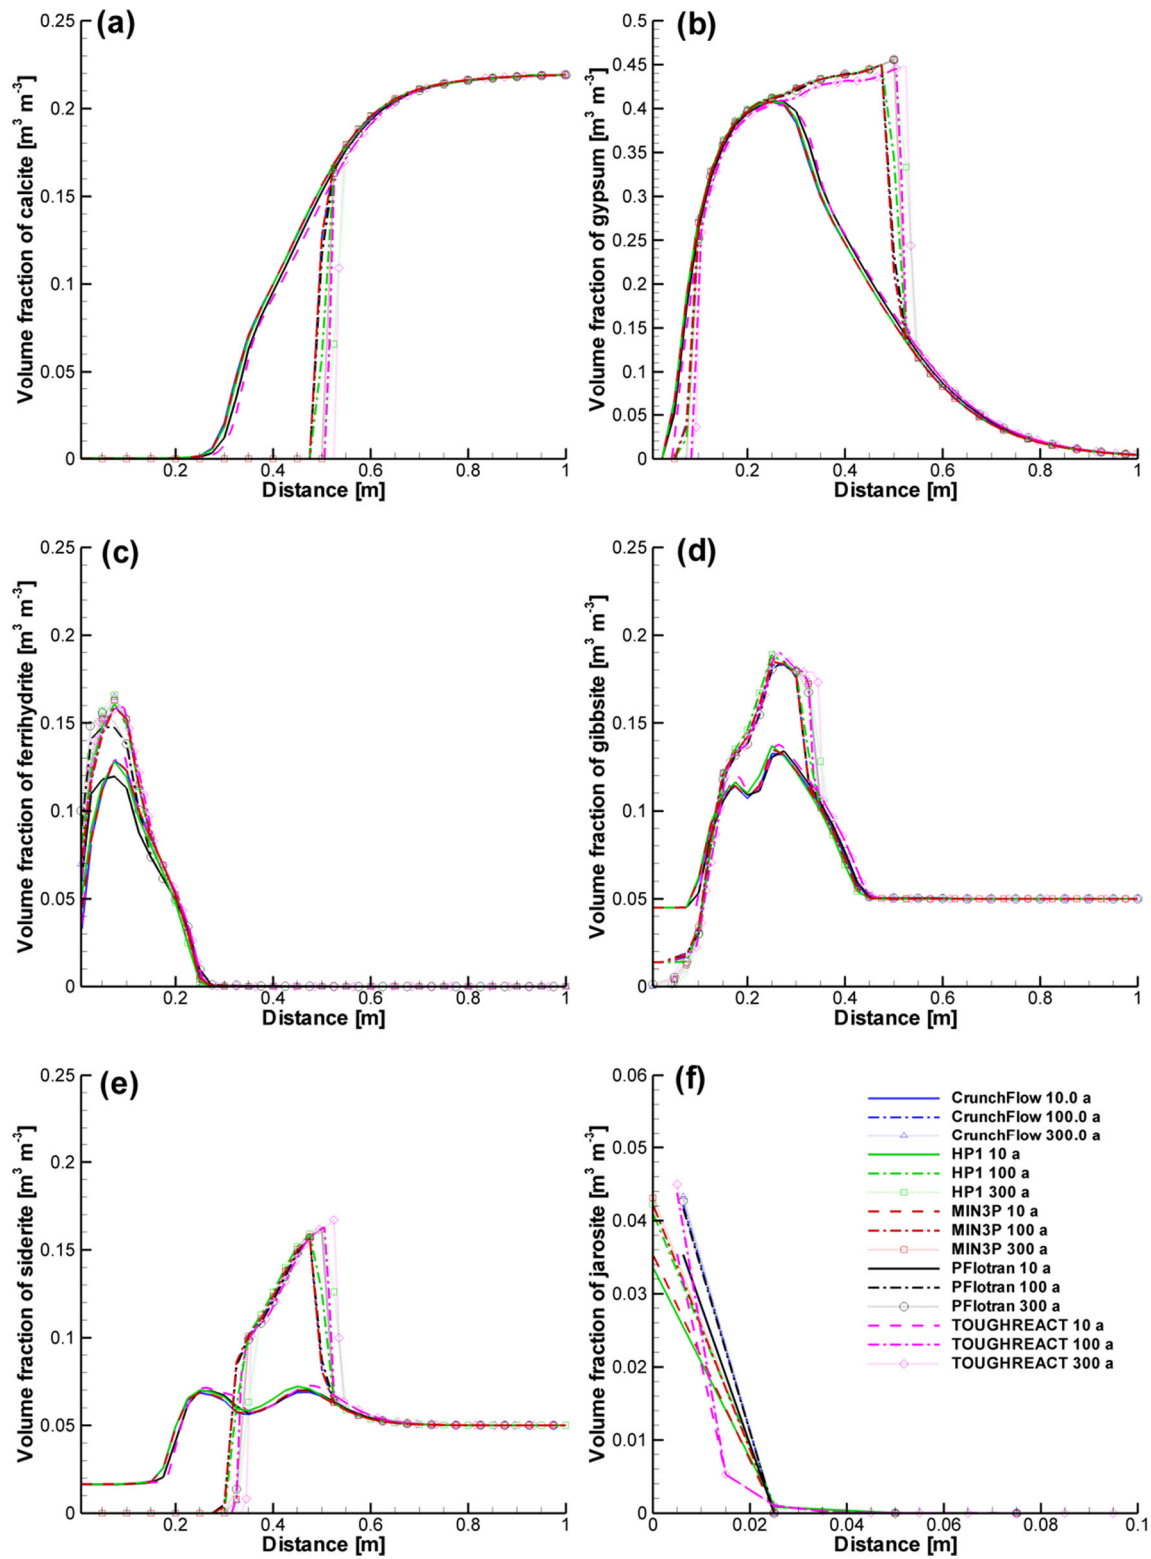 (a)
Volume fraction of calcite [m³ m⁻³]
0.25
0.2
0.15
0.1
0.05
0
0.2
0.4
0.6
0.8
1
Distance [m]
(b)
Volume fraction of gypsum [m³ m⁻³]
0.5
0.45
0.4
0.35
0.3
0.25
0.2
0.15
0.1
0.05
0
0.2
0.4
0.6
0.8
1
Distance [m]
(c)
Volume fraction of ferrihydrite [m³ m⁻³]
0.25
0.2
0.15
0.1
0.05
0
0.2
0.4
0.6
0.8
1
Distance [m]
(d)
Volume fraction of gibbsite [m³ m⁻³]
0.25
0.2
0.15
0.1
0.05
0
0.2
0.4
0.6
0.8
1
Distance [m]
(e)
Volume fraction of siderite [m³ m⁻³]
0.25
0.2
0.15
0.1
0.05
0
0.2
0.4
0.6
0.8
1
Distance [m]
(f)
Volume fraction of jarosite [m³ m⁻³]
0.06
0.05
0.04
0.03
0.02
0.01
0
0
0.02
0.04
0.06
0.08
0.1
Distance [m]
CrunchFlow 10.0 a
CrunchFlow 100.0 a
CrunchFlow 300.0 a
HP1 10 a
HP1 100 a
HP1 300 a
MIN3P 10 a
MIN3P 100 a
MIN3P 300 a
PFlotran 10 a
PFlotran 100 a
PFlotran 300 a
TOUGHREACT 10 a
TOUGHREACT 100 a
TOUGHREACT 300 a